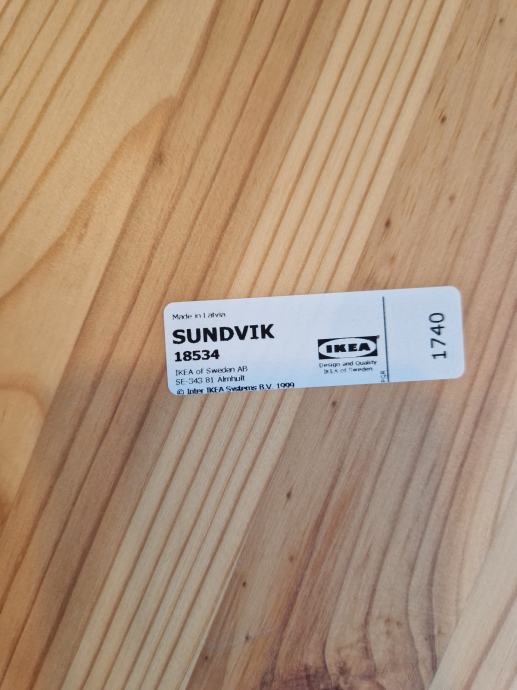 Made in Latvia
SUNDVIK
18534
IKEA of Sweden AB
SE-343 81 Älmhult
© Inter IKEA Systems B.V. 1999
IKEA
Design and Quality
IKEA of Sweden
1740